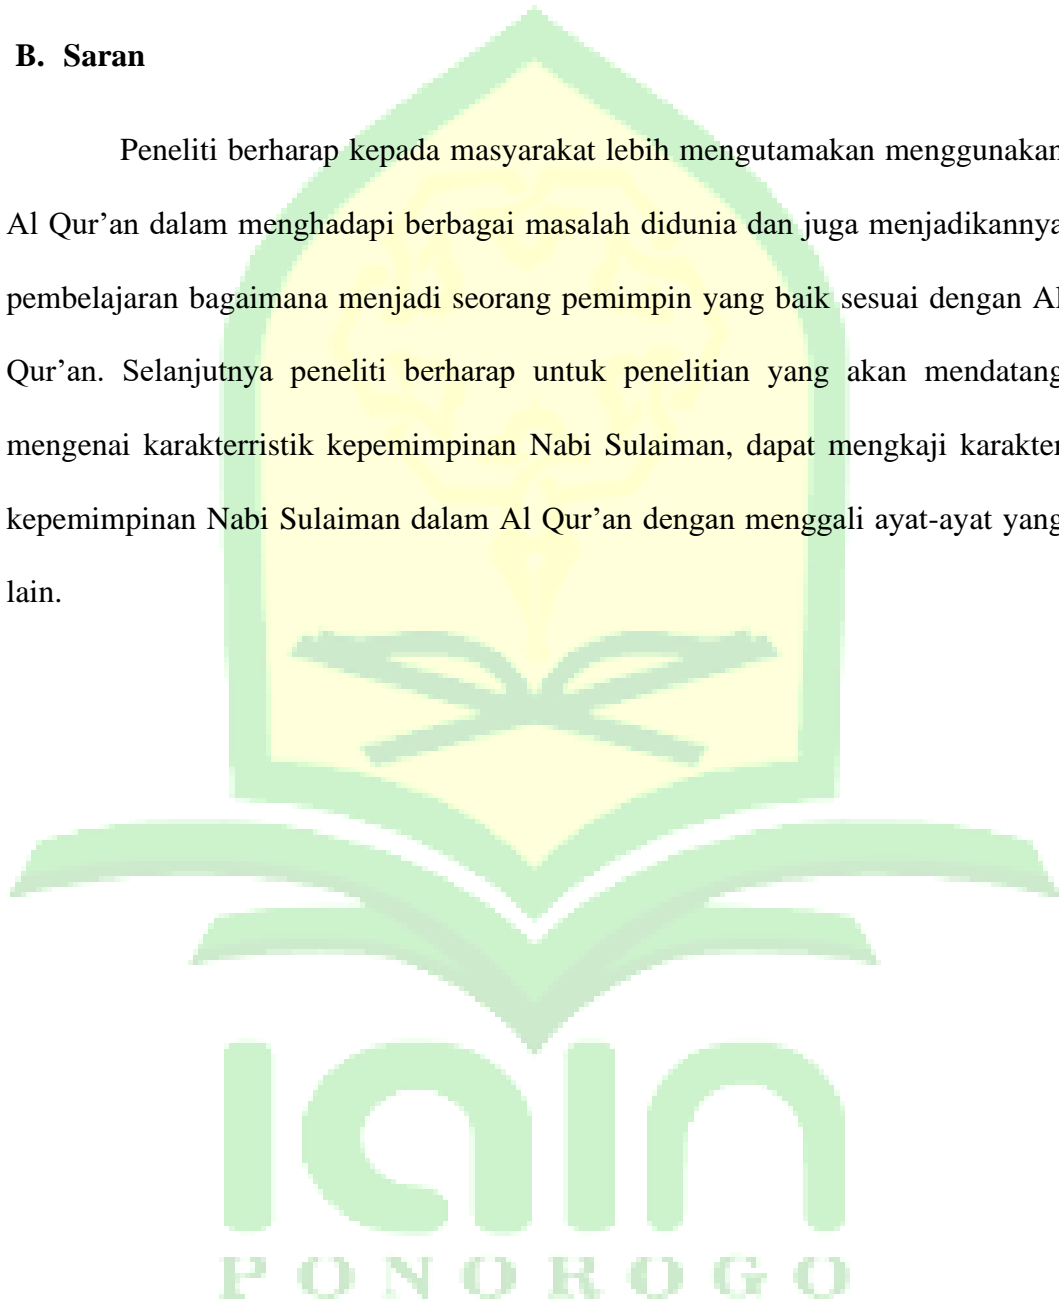 B. Saran
Peneliti berharap kepada masyarakat lebih mengutamakan menggunakan
Al Qur’an dalam menghadapi berbagai masalah didunia dan juga menjadikannya
pembelajaran bagaimana menjadi seorang pemimpin yang baik sesuai dengan Al
Qur’an. Selanjutnya peneliti berharap untuk penelitian yang akan mendatang
mengenai karakterristik kepemimpinan Nabi Sulaiman, dapat mengkaji karakter
kepemimpinan Nabi Sulaiman dalam Al Qur’an dengan menggali ayat-ayat yang
lain.
iain
PONOROGO